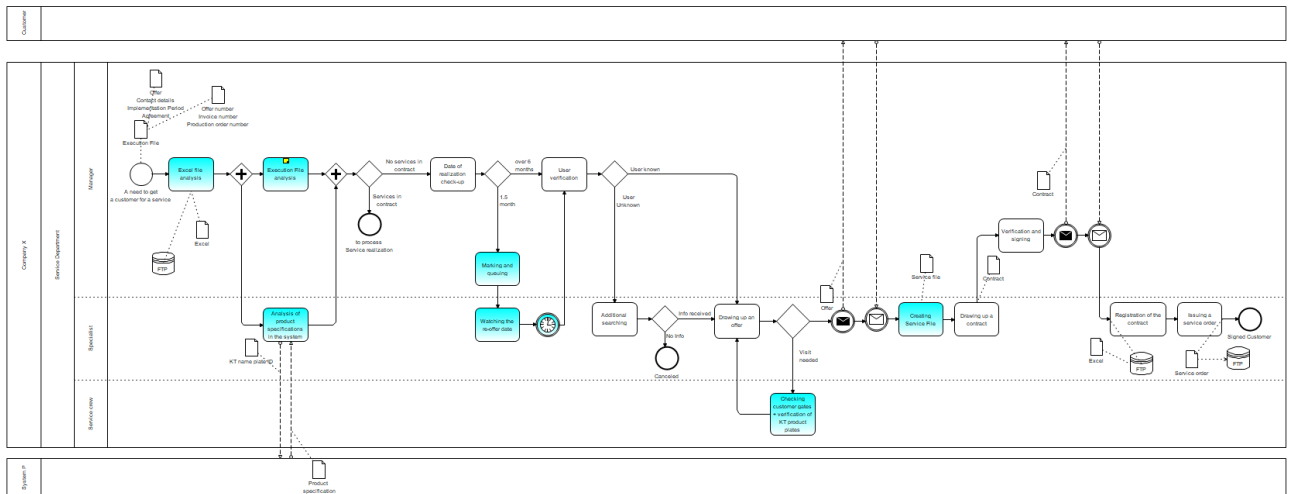 Customer
Company X
Service Department
Manager
Specialist
Service crew
System P
Offer
Contact details
Implementation Period
Agreement
Offer number
Invoice number
Production order number
Execution File
A need to get
a customer for a service
Excel file
analysis
Excel
FTP
Execution File
analysis
Analysis of
product
specifications
in the system
KT name plate ID
Product
specification
No services in
contract
Services in
contract
to process
Service realization
Date of
realization
check-up
over 6
months
1.5
month
Marking and
queuing
Watching the
re-offer date
User
verification
User known
User
Unknown
Additional
searching
Info received
No info
Canceled
Drowing up an
offer
Visit
needed
Checking
customer gates
+ verification of
KT product
plates
Offer
Service file
Creating
Service File
Drawing up a
contract
Contract
Verification and
signing
Contract
Registration of the
contract
Excel
FTP
Issuing a
service order
Service order
FTP
Signed Customer